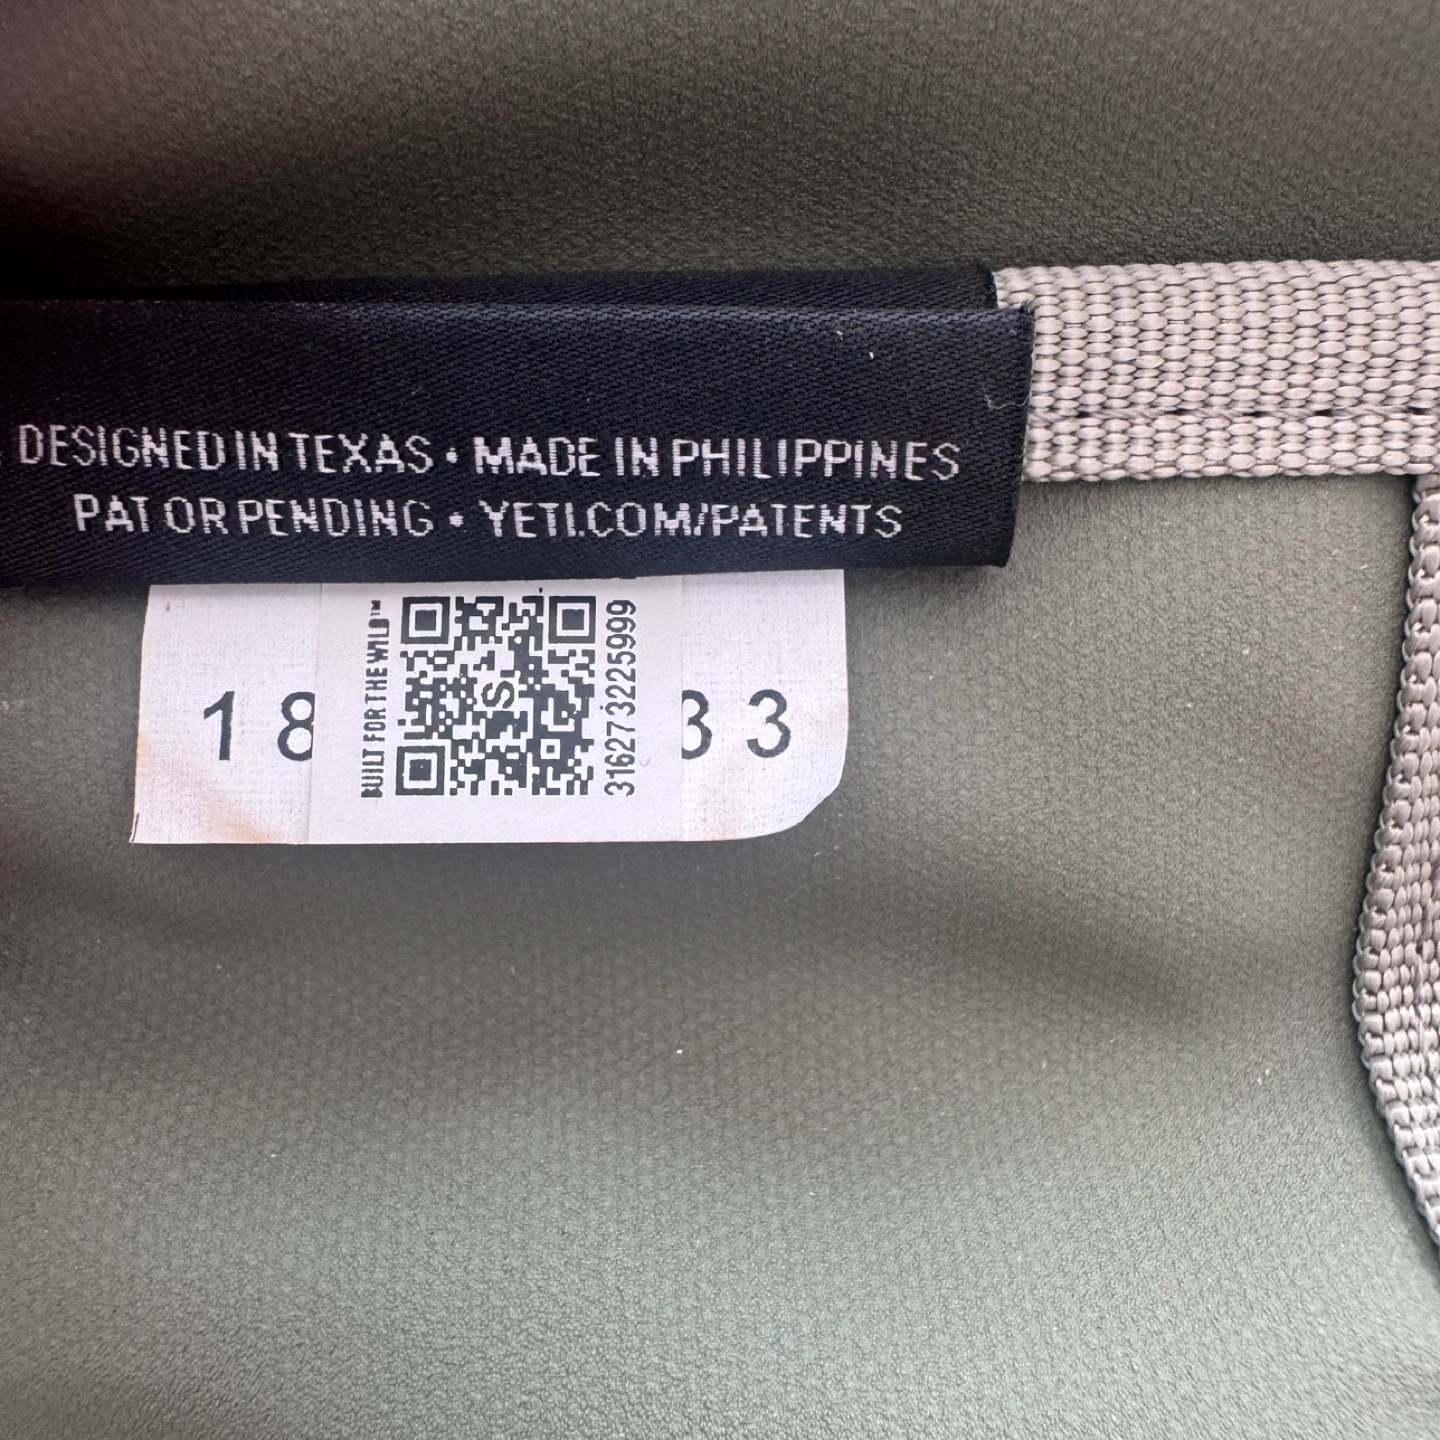 DESIGNED IN TEXAS • MADE IN PHILIPPINES
PAT OR PENDING • YETI.COM/PATENTS
BUILT FOR THE WILD™
S
31627 3225999
18
33